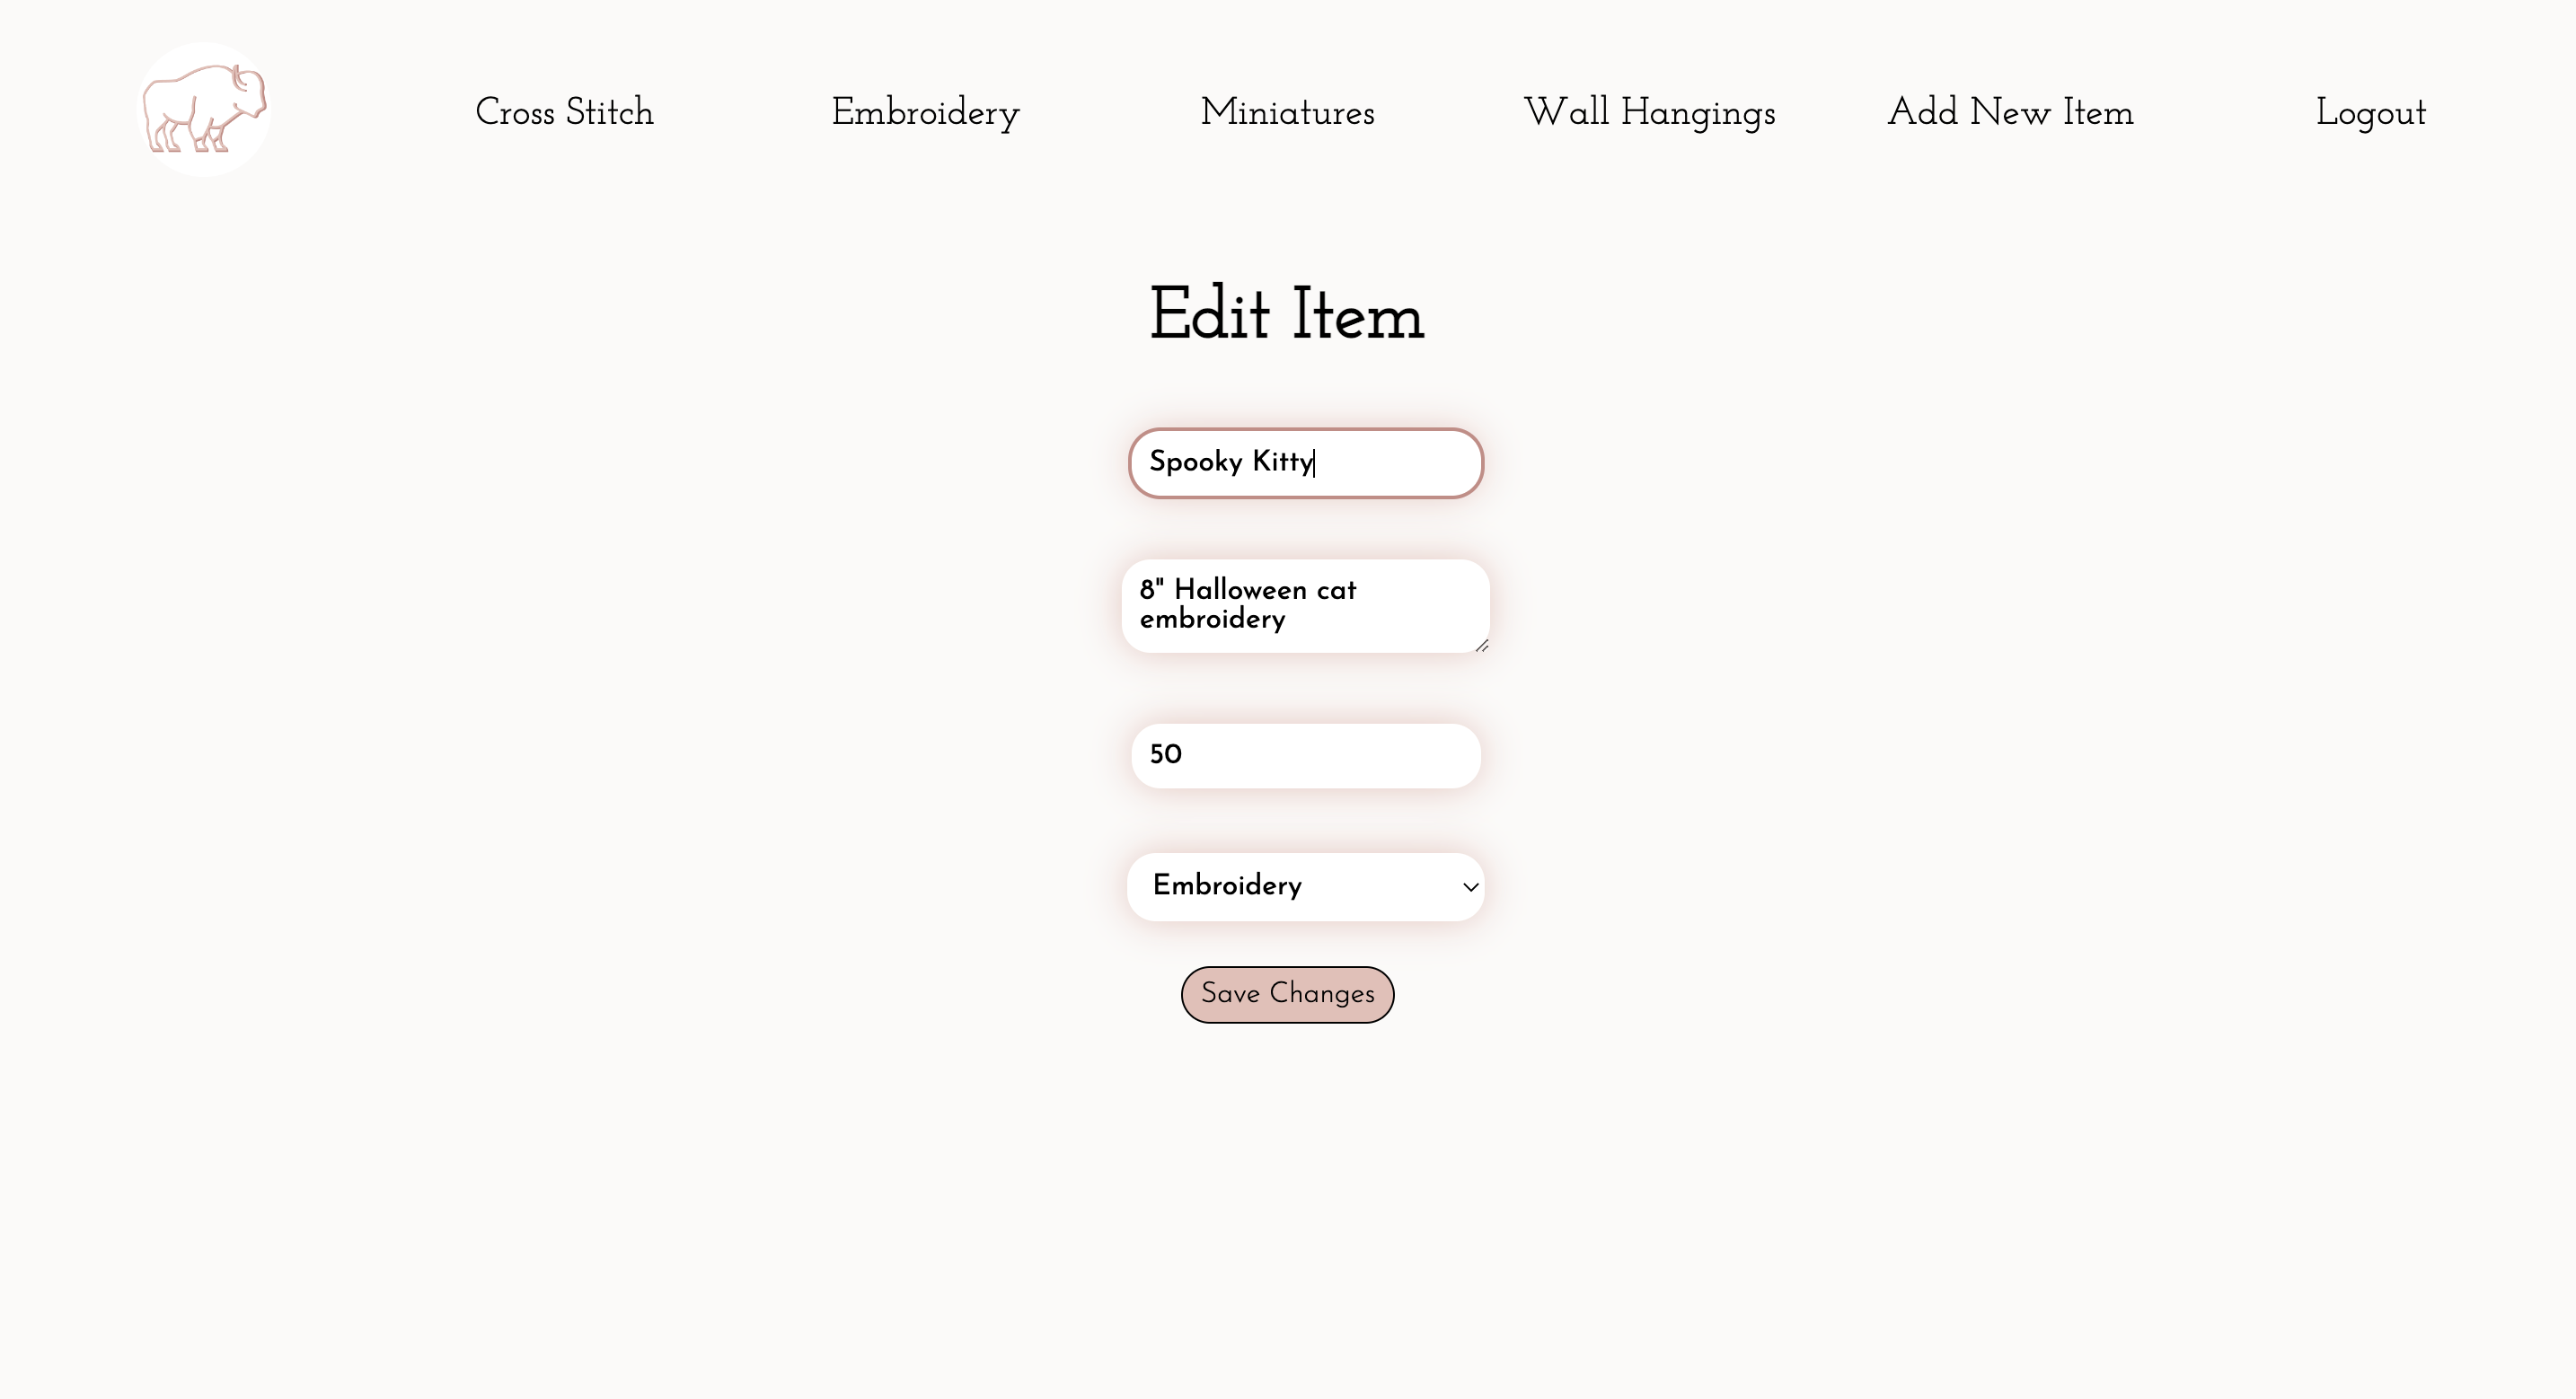 Cross Stitch
Embroidery
Miniatures
Wall Hangings
Add New Item
Logout
Edit Item
Spooky Kitty
8" Halloween cat
embroidery
50
Embroidery
Save Changes